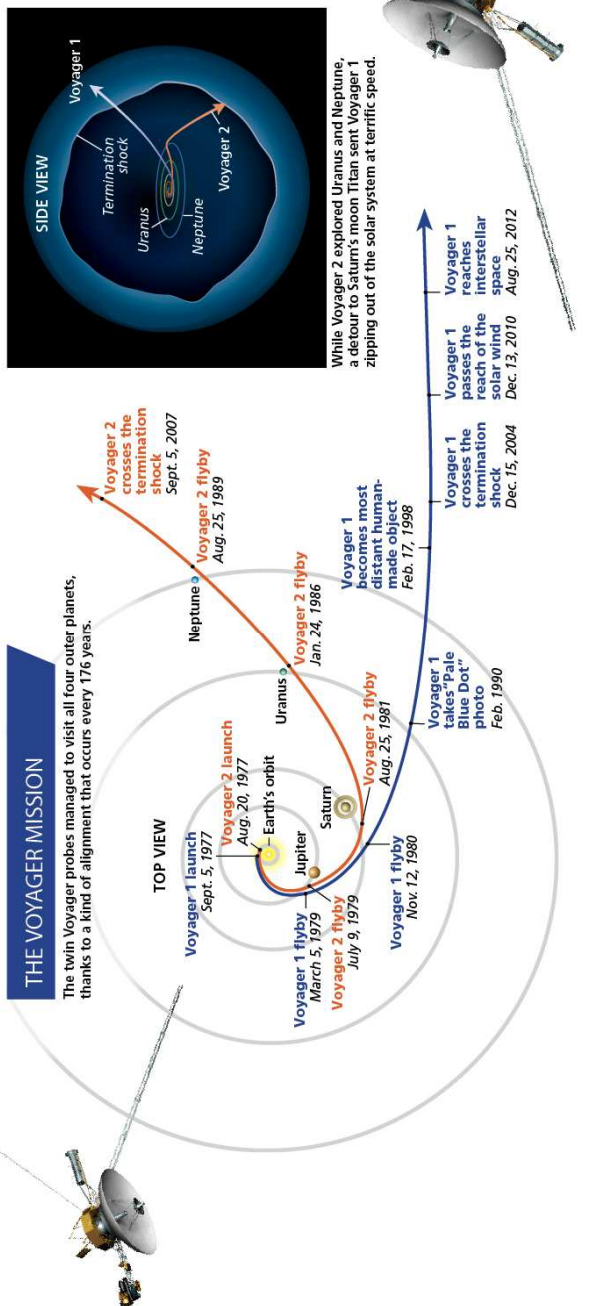 THE VOYAGER MISSION
The twin Voyager probes managed to visit all four outer planets,
thanks to a kind of alignment that occurs every 176 years.
TOP VIEW
Voyager 1 launch
Sept. 5, 1977
Voyager 2 launch
Aug. 20, 1977
Earth's orbit
Jupiter
Saturn
Voyager 1 flyby
March 5, 1979
Voyager 2 flyby
July 9, 1979
Voyager 1 flyby
Nov. 12, 1980
Voyager 2 flyby
Aug. 25, 1981
Uranus
Voyager 2 flyby
Jan. 24, 1986
Neptune
Voyager 2 flyby
Aug. 25, 1989
Voyager 2
crosses the
termination
shock
Sept. 5, 2007
Voyager 1
takes "Pale
Blue Dot"
photo
Feb. 1990
Voyager 1
becomes most
distant human-
made object
Feb. 17, 1998
Voyager 1
crosses the
termination
shock
Dec. 15, 2004
Voyager 1
passes the
reach of the
solar wind
Dec. 13, 2010
Voyager 1
reaches
interstellar
space
Aug. 25, 2012
SIDE VIEW
Voyager 1
Termination
shock
Uranus
Neptune
Voyager 2
While Voyager 2 explored Uranus and Neptune,
a detour to Saturn's moon Titan sent Voyager 1
zipping out of the solar system at terrific speed.